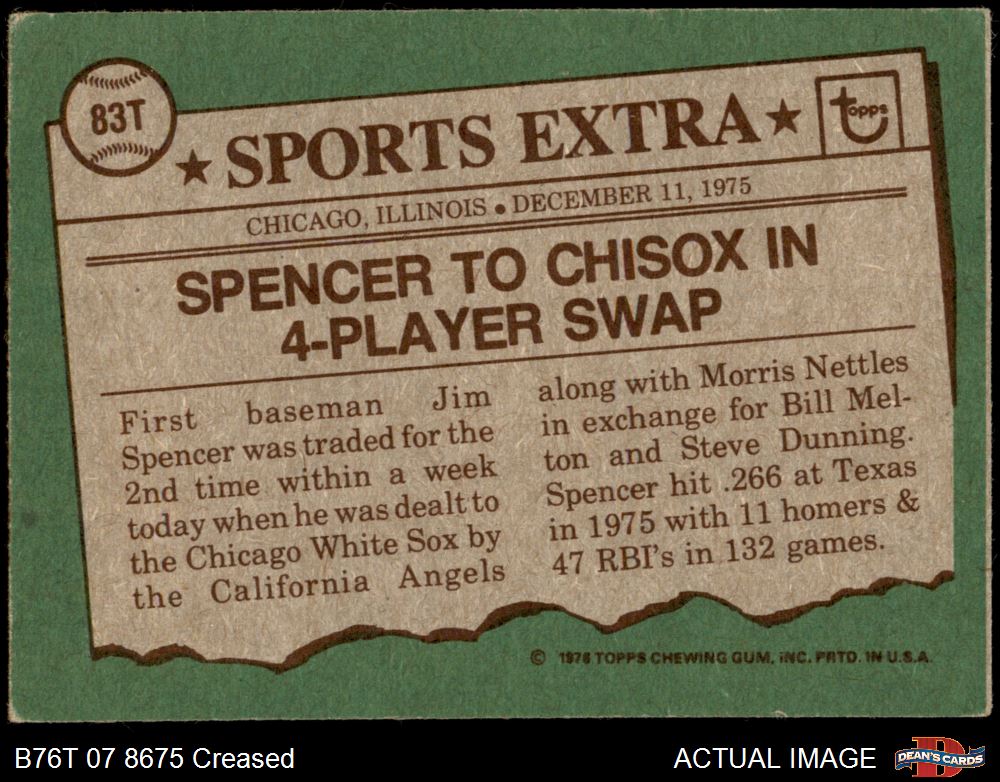 83T
★ SPORTS EXTRA ★
topps
CHICAGO, ILLINOIS ● DECEMBER 11, 1975
SPENCER TO CHISOX IN
4-PLAYER SWAP
First baseman Jim
Spencer was traded for the
2nd time within a week
today when he was dealt to
the Chicago White Sox by
the California Angels
along with Morris Nettles
in exchange for Bill Mel-
ton and Steve Dunning.
Spencer hit .266 at Texas
in 1975 with 11 homers &
47 RBI's in 132 games.
© 1976 TOPPS CHEWING GUM, INC. PRTD. IN U.S.A.
B76T 07 8675 Creased
ACTUAL IMAGE
D
DEAN'S CARDS